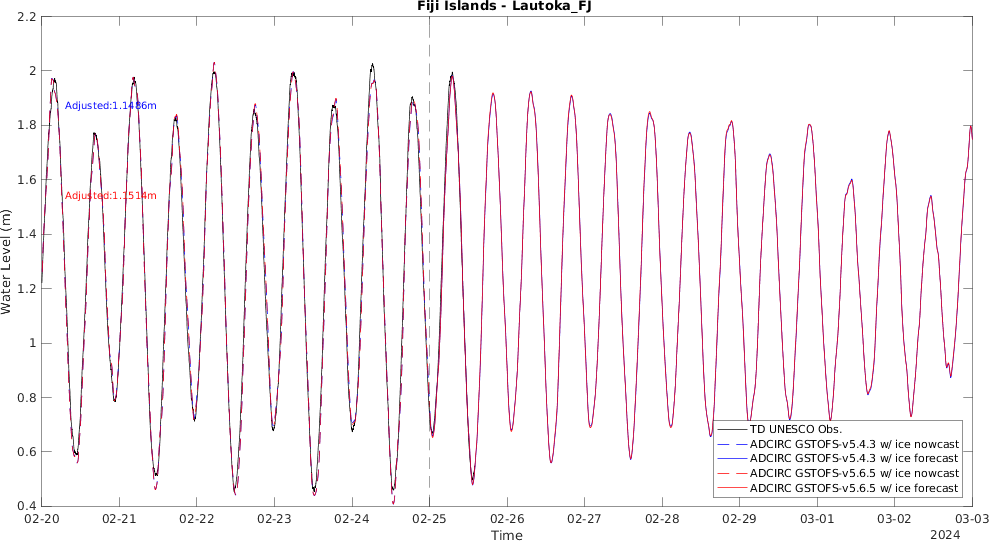 Fiji Islands - Lautoka_FJ
2.2
2
1.8
1.6
1.4
1.2
1
0.8
0.6
0.4
Water Level (m)
Adjusted:1.1486m
Adjusted:1.1514m
TD UNESCO Obs.
ADCIRC GSTOFS-v5.4.3 w/ ice nowcast
ADCIRC GSTOFS-v5.4.3 w/ ice forecast
ADCIRC GSTOFS-v5.6.5 w/ ice nowcast
ADCIRC GSTOFS-v5.6.5 w/ ice forecast
02-20 02-21 02-22 02-23 02-24 02-25 02-26 02-27 02-28 02-29 03-01 03-02 03-03
Time
2024